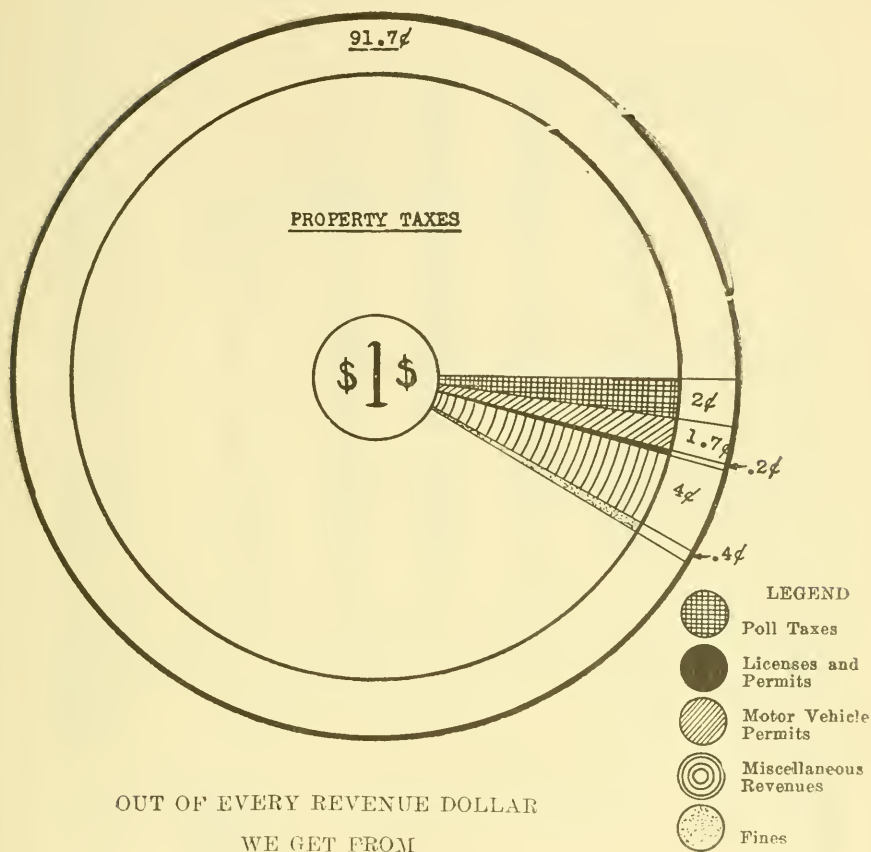 91.7¢
PROPERTY TAXES
$ 1 $
2¢
1.7¢
.2¢
4¢
.4¢
LEGEND
Poll Taxes
Licenses and
Permits
Motor Vehicle
Permits
Miscellaneous
Revenues
Fines
OUT OF EVERY REVENUE DOLLAR
WE GET FROM